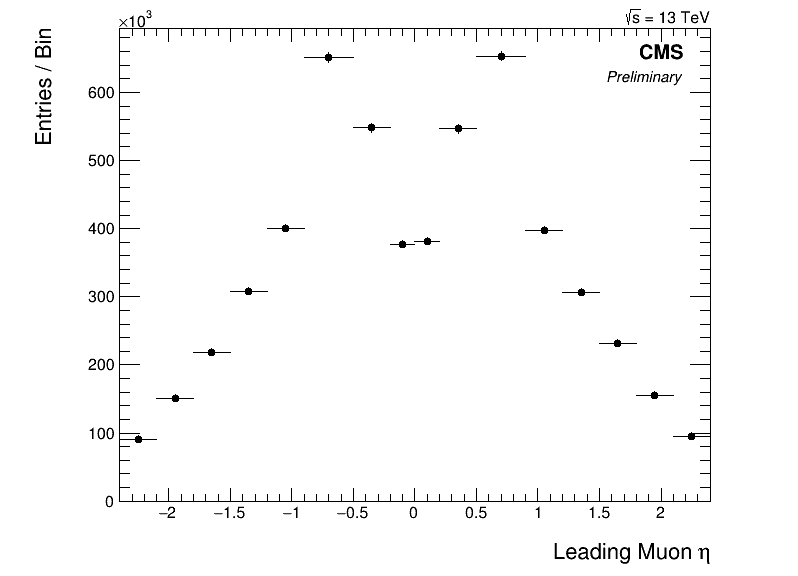 ×10³
√s = 13 TeV
Entries / Bin
CMS
Preliminary
600
500
400
300
200
100
0
−2 −1.5 −1 −0.5 0 0.5 1 1.5 2
Leading Muon η